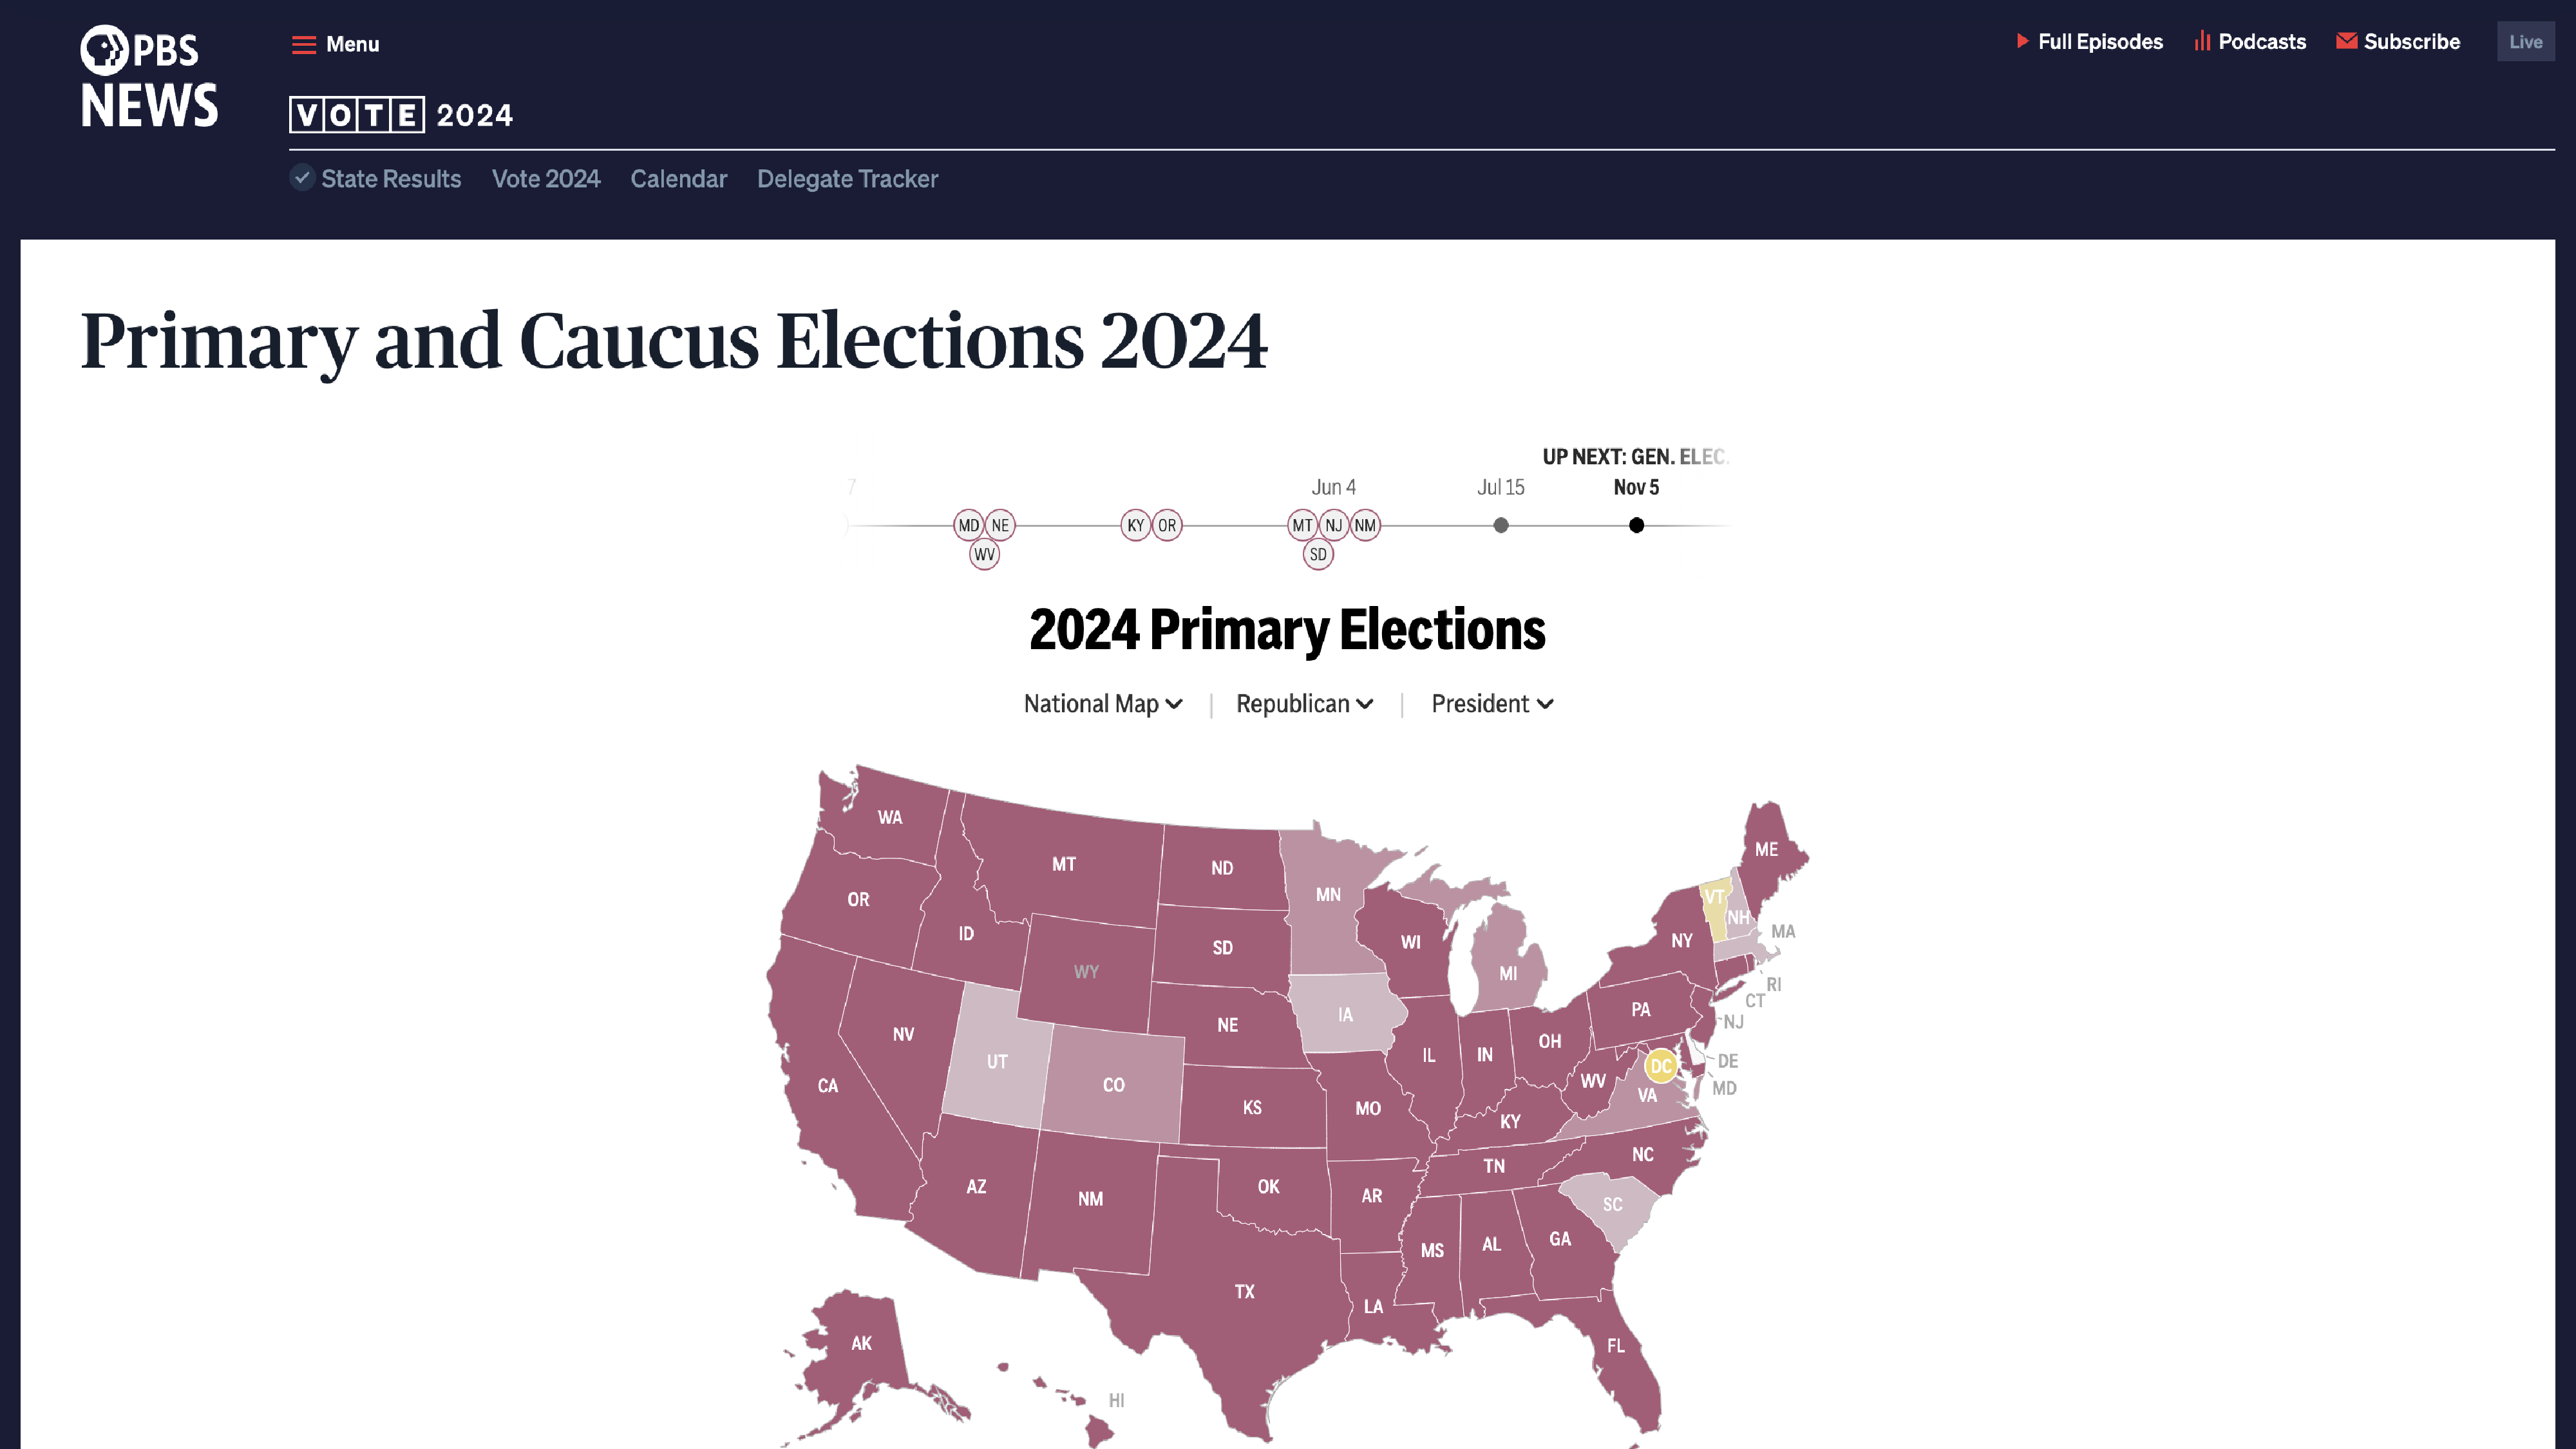 PBS
NEWS
Menu
Full Episodes
Podcasts
Subscribe
Live
VOTE 2024
State Results
Vote 2024
Calendar
Delegate Tracker
Primary and Caucus Elections 2024
UP NEXT: GEN. ELEC.
7
Jun 4
Jul 15
Nov 5
MD NE
KY OR
MT NJ NM
WV
SD
2024 Primary Elections
National Map
Republican
President
WA
MT
ND
ME
OR
MN
VT
ID
NH
SD
WI
NY
MA
WY
MI
RI
CT
PA
NE
IA
NJ
NV
OH
UT
IL
IN
DE
DC
CA
CO
WV
MD
VA
KS
MO
KY
NC
TN
AZ
NM
OK
AR
SC
GA
AL
MS
TX
LA
AK
FL
HI